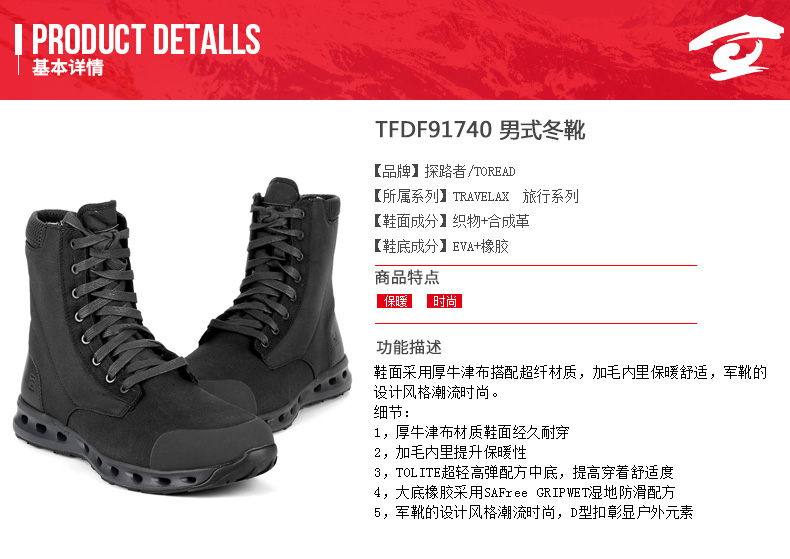 PRODUCT DETALLS
基本详情
TFDF91740 男式冬靴
【品牌】探路者/TOREAD
【所属系列】TRAVELAX 旅行系列
【鞋面成分】织物+合成革
【鞋底成分】EVA+橡胶
商品特点
保暖 时尚
功能描述
鞋面采用厚牛津布搭配超纤材质，加毛内里保暖舒适，军靴的
设计风格潮流时尚。
细节：
1，厚牛津布材质鞋面经久耐穿
2，加毛内里提升保暖性
3，TOLITE超轻高弹配方中底，提高穿着舒适度
4，大底橡胶采用SAFree GRIPWET湿地防滑配方
5，军靴的设计风格潮流时尚，D型扣彰显户外元素